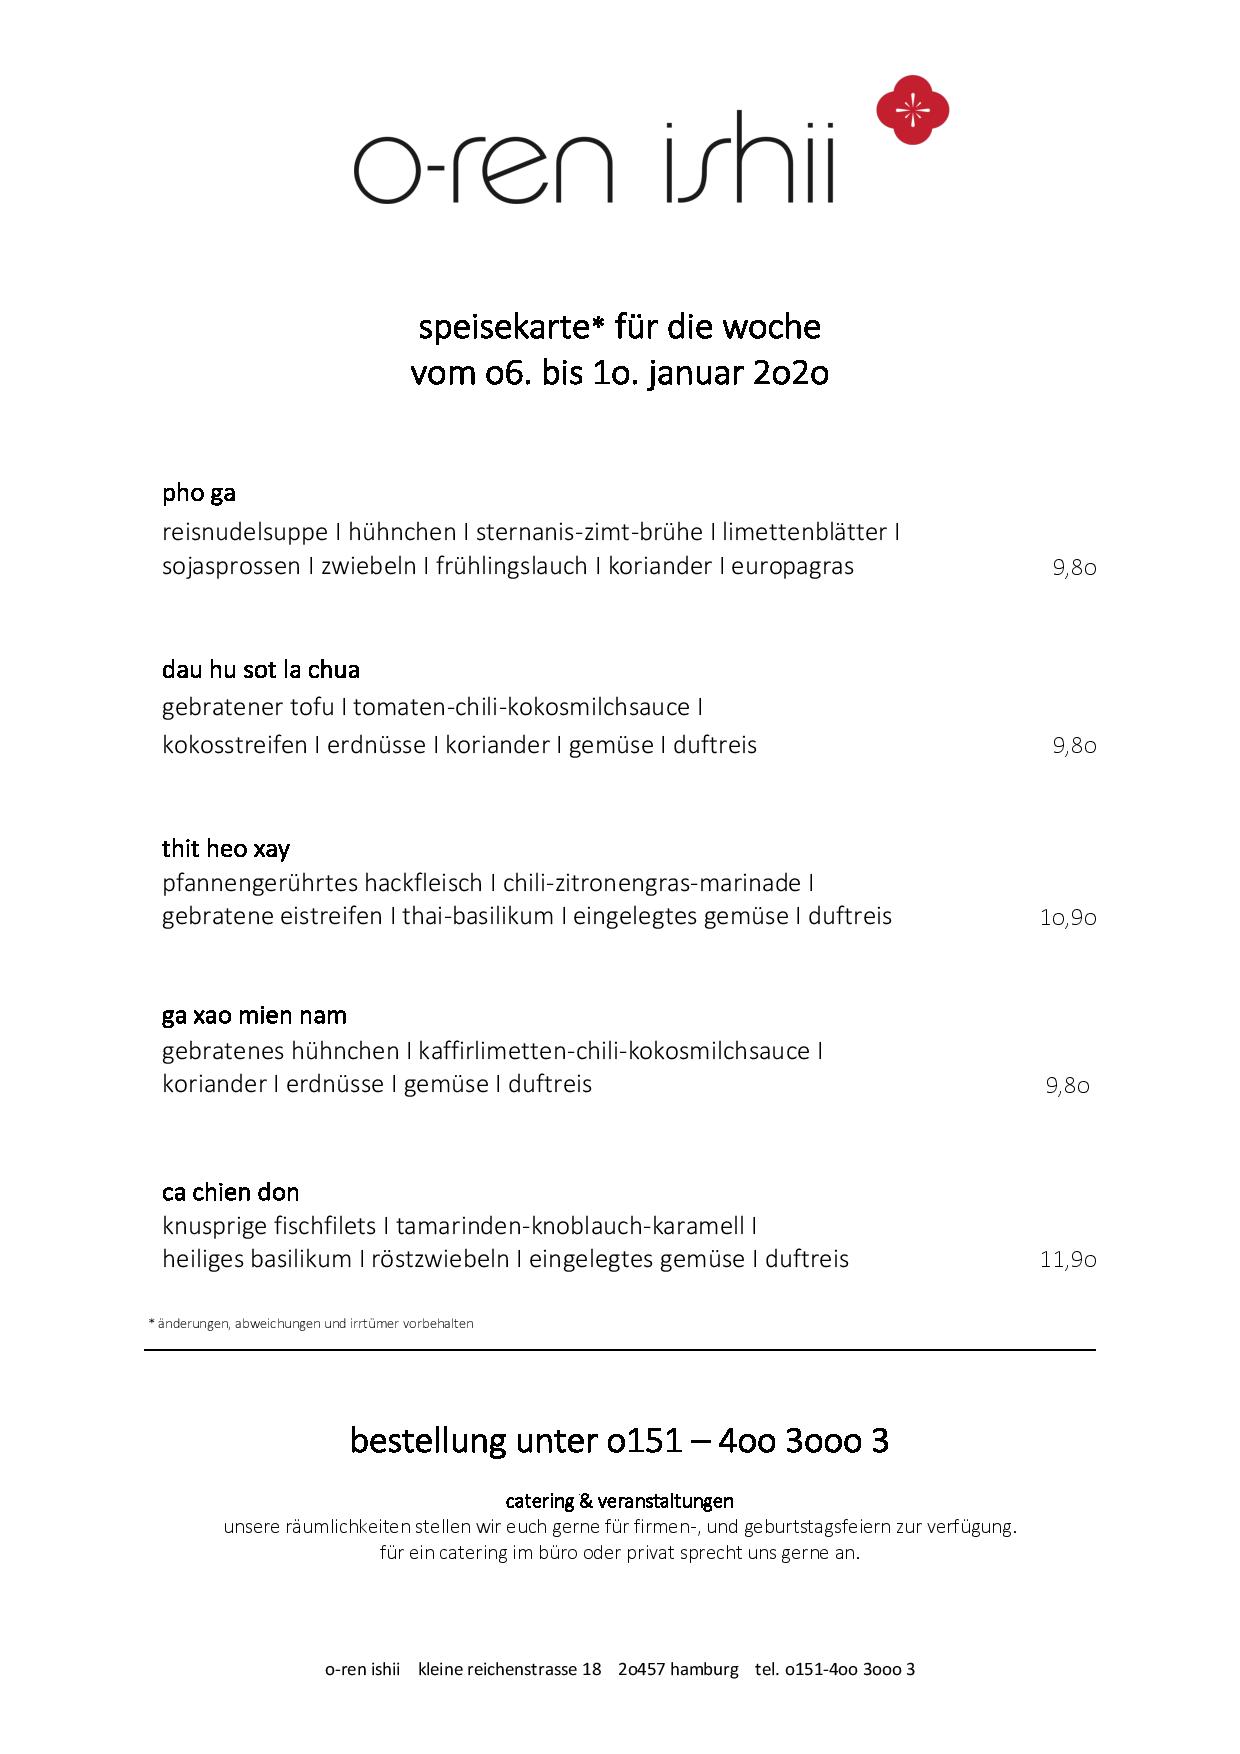 o-ren ishii
speisekarte* für die woche
vom o6. bis 1o. januar 2o2o
pho ga
reisnudelsuppe I hühnchen I sternanis-zimt-brühe I limettenblätter I
sojasprossen I zwiebeln I frühlingslauch I koriander I europagras 9,8o
dau hu sot la chua
gebratener tofu I tomaten-chili-kokosmilchsauce I
kokosstreifen I erdnüsse I koriander I gemüse I duftreis 9,8o
thit heo xay
pfannengerührtes hackfleisch I chili-zitronengras-marinade I
gebratene eistreifen I thai-basilikum I eingelegtes gemüse I duftreis 1o,9o
ga xao mien nam
gebratenes hühnchen I kaffirlimetten-chili-kokosmilchsauce I
koriander I erdnüsse I gemüse I duftreis 9,8o
ca chien don
knusprige fischfilets I tamarinden-knoblauch-karamell I
heiliges basilikum I röstzwiebeln I eingelegtes gemüse I duftreis 11,9o
* änderungen, abweichungen und irrtümer vorbehalten
bestellung unter o151 – 4oo 3ooo 3
catering & veranstaltungen
unsere räumlichkeiten stellen wir euch gerne für firmen-, und geburtstagsfeiern zur verfügung.
für ein catering im büro oder privat sprecht uns gerne an.
o-ren ishii kleine reichenstrasse 18 2o457 hamburg tel. o151-4oo 3ooo 3